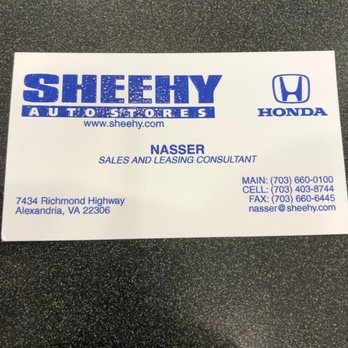 SHEEHY
AUTO STORES
www.sheehy.com
HONDA
NASSER
SALES AND LEASING CONSULTANT
7434 Richmond Highway
Alexandria, VA 22306
MAIN: (703) 660-0100
CELL: (703) 403-8744
FAX: (703) 660-6445
nasser@sheehy.com